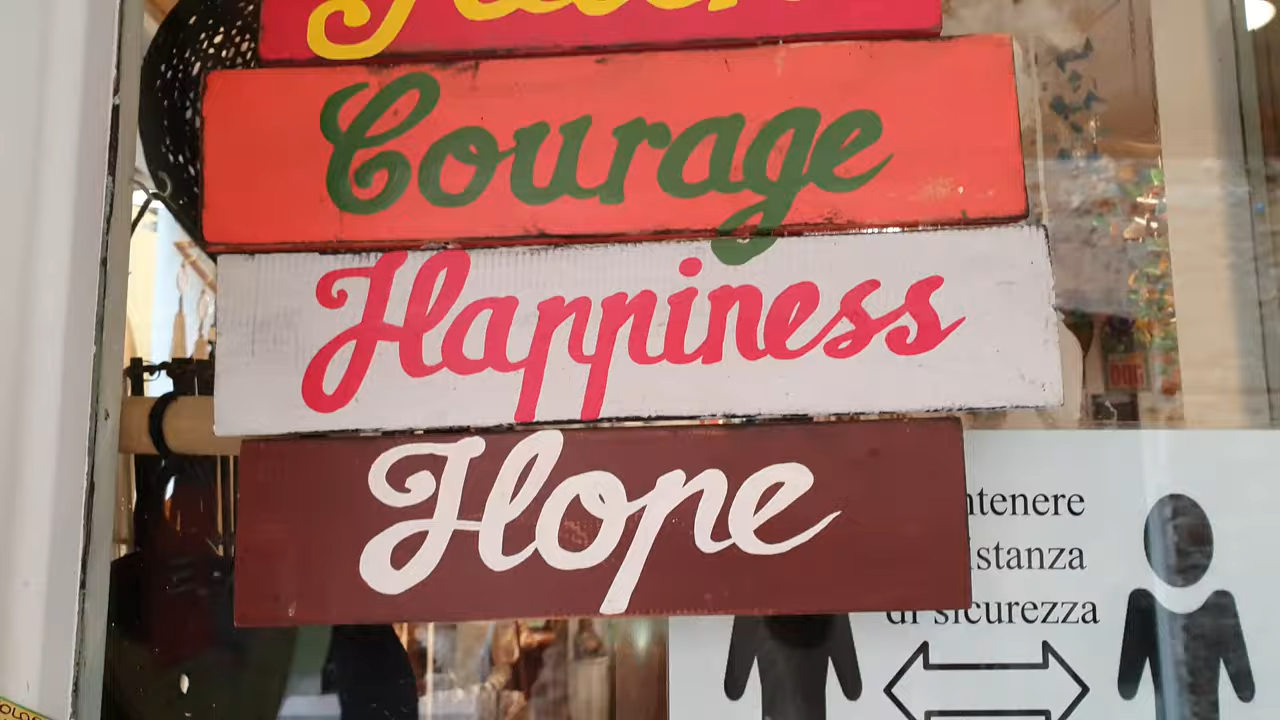 Courage
Happiness
Hope
ntenere
istanza
di sicurezza